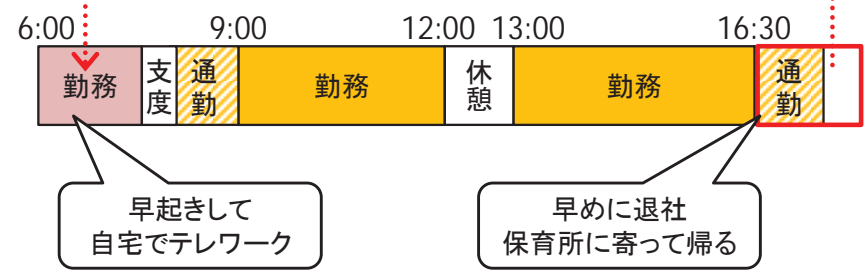 6:00 9:00 12:00 13:00 16:30
勤務 支度 通勤 勤務 休憩 勤務 通勤
早起きして
自宅でテレワーク
早めに退社
保育所に寄って帰る